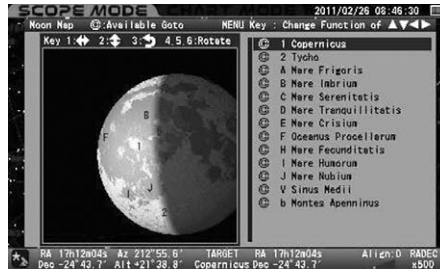 SCOPE MODE CHART MODE 2011/02/26 08:46:30
Moon Map ©:Available Goto MENU Key : Change Function of ▲▼◀▶
Key 1: 2: 3: 4,5,6:Rotate
© 1 Copernicus
© 2 Tycho
© A Mare Frigoris
© B Mare Imbrium
© C Mare Serenitatis
© D Mare Tranquillitatis
© E Mare Crisium
© F Oceanus Procellarum
© H Mare Fecunditatis
© I Mare Humorum
© J Mare Nubium
© V Sinus Medii
© b Montes Apenninus
B
F
1
I
J
2
RA 17h12m04s Az 212°55.6' TARGET RA 17h12m04s Align:0 RADEC
Dec -24°43.7' Alt +21°38.8' Copernicus Dec -24°43.7' x500